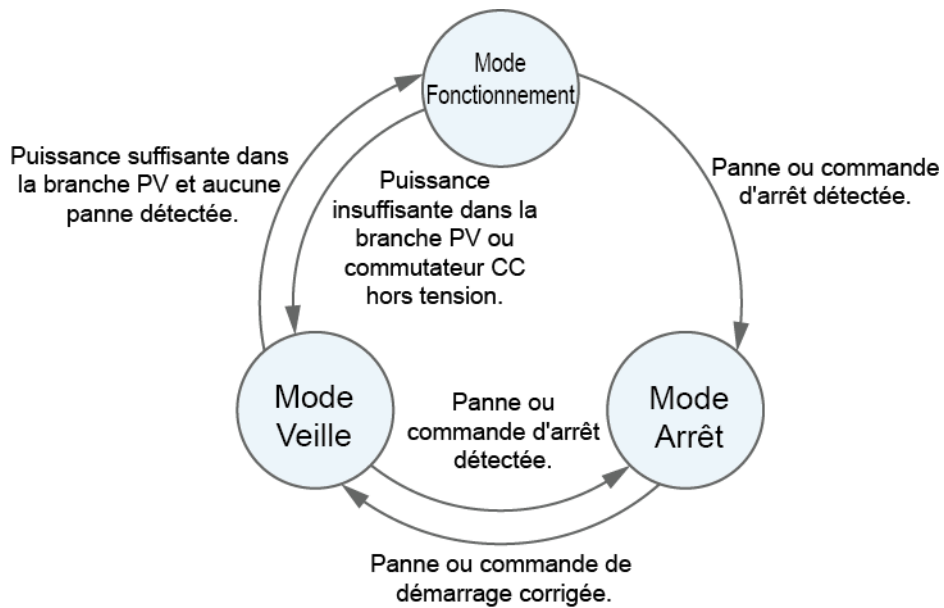 Mode
Fonctionnement
Puissance suffisante dans
la branche PV et aucune
panne détectée.
Puissance
insuffisante dans la
branche PV ou
commutateur CC
hors tension.
Panne ou commande
d'arrêt détectée.
Mode
Veille
Panne ou
commande d'arrêt
détectée.
Mode
Arrêt
Panne ou commande de
démarrage corrigée.